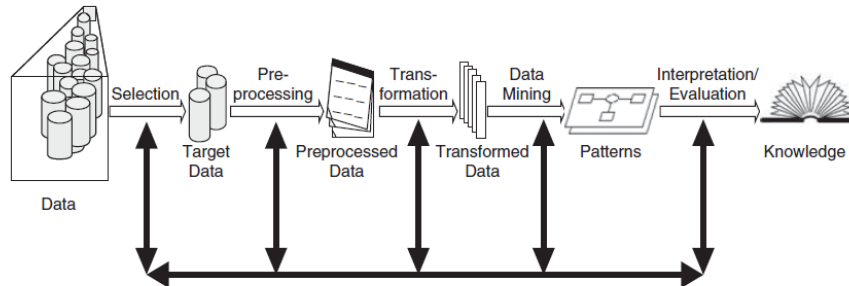 Selection
Pre-
processing
Trans-
formation
Data
Mining
Interpretation/
Evaluation
Data
Target
Data
Preprocessed
Data
Transformed
Data
Patterns
Knowledge